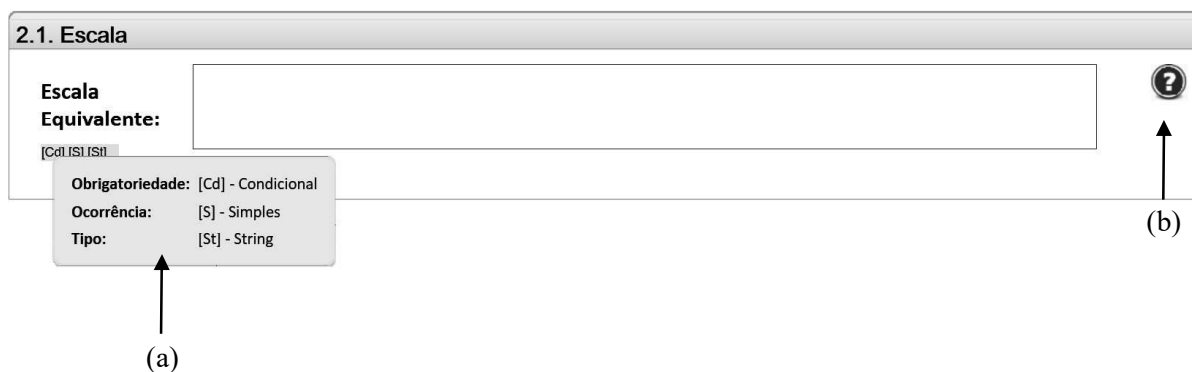 2.1. Escala
Escala
Equivalente:
?
[Cd] [S] [St]
Obrigatoriedade: [Cd] - Condicional
Ocorrência: [S] - Simples
Tipo: [St] - String
(b)
(a)